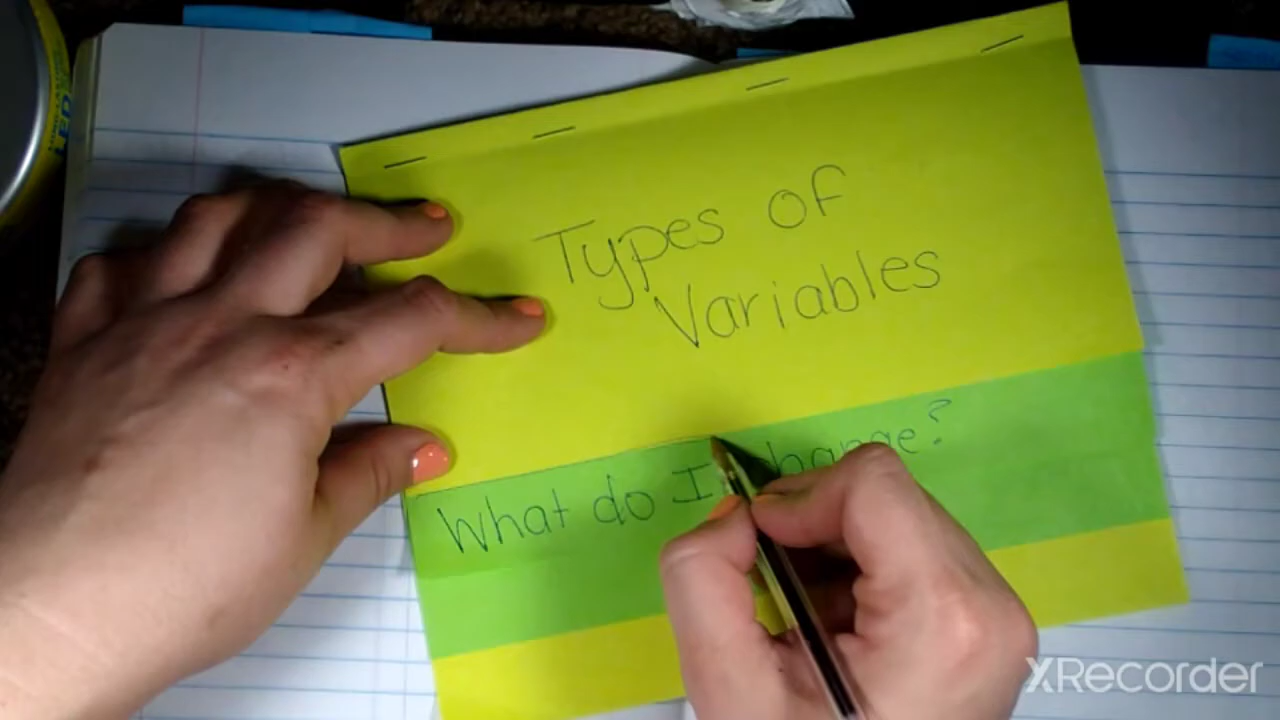 Types of
Variables
What do I change?
XRecorder